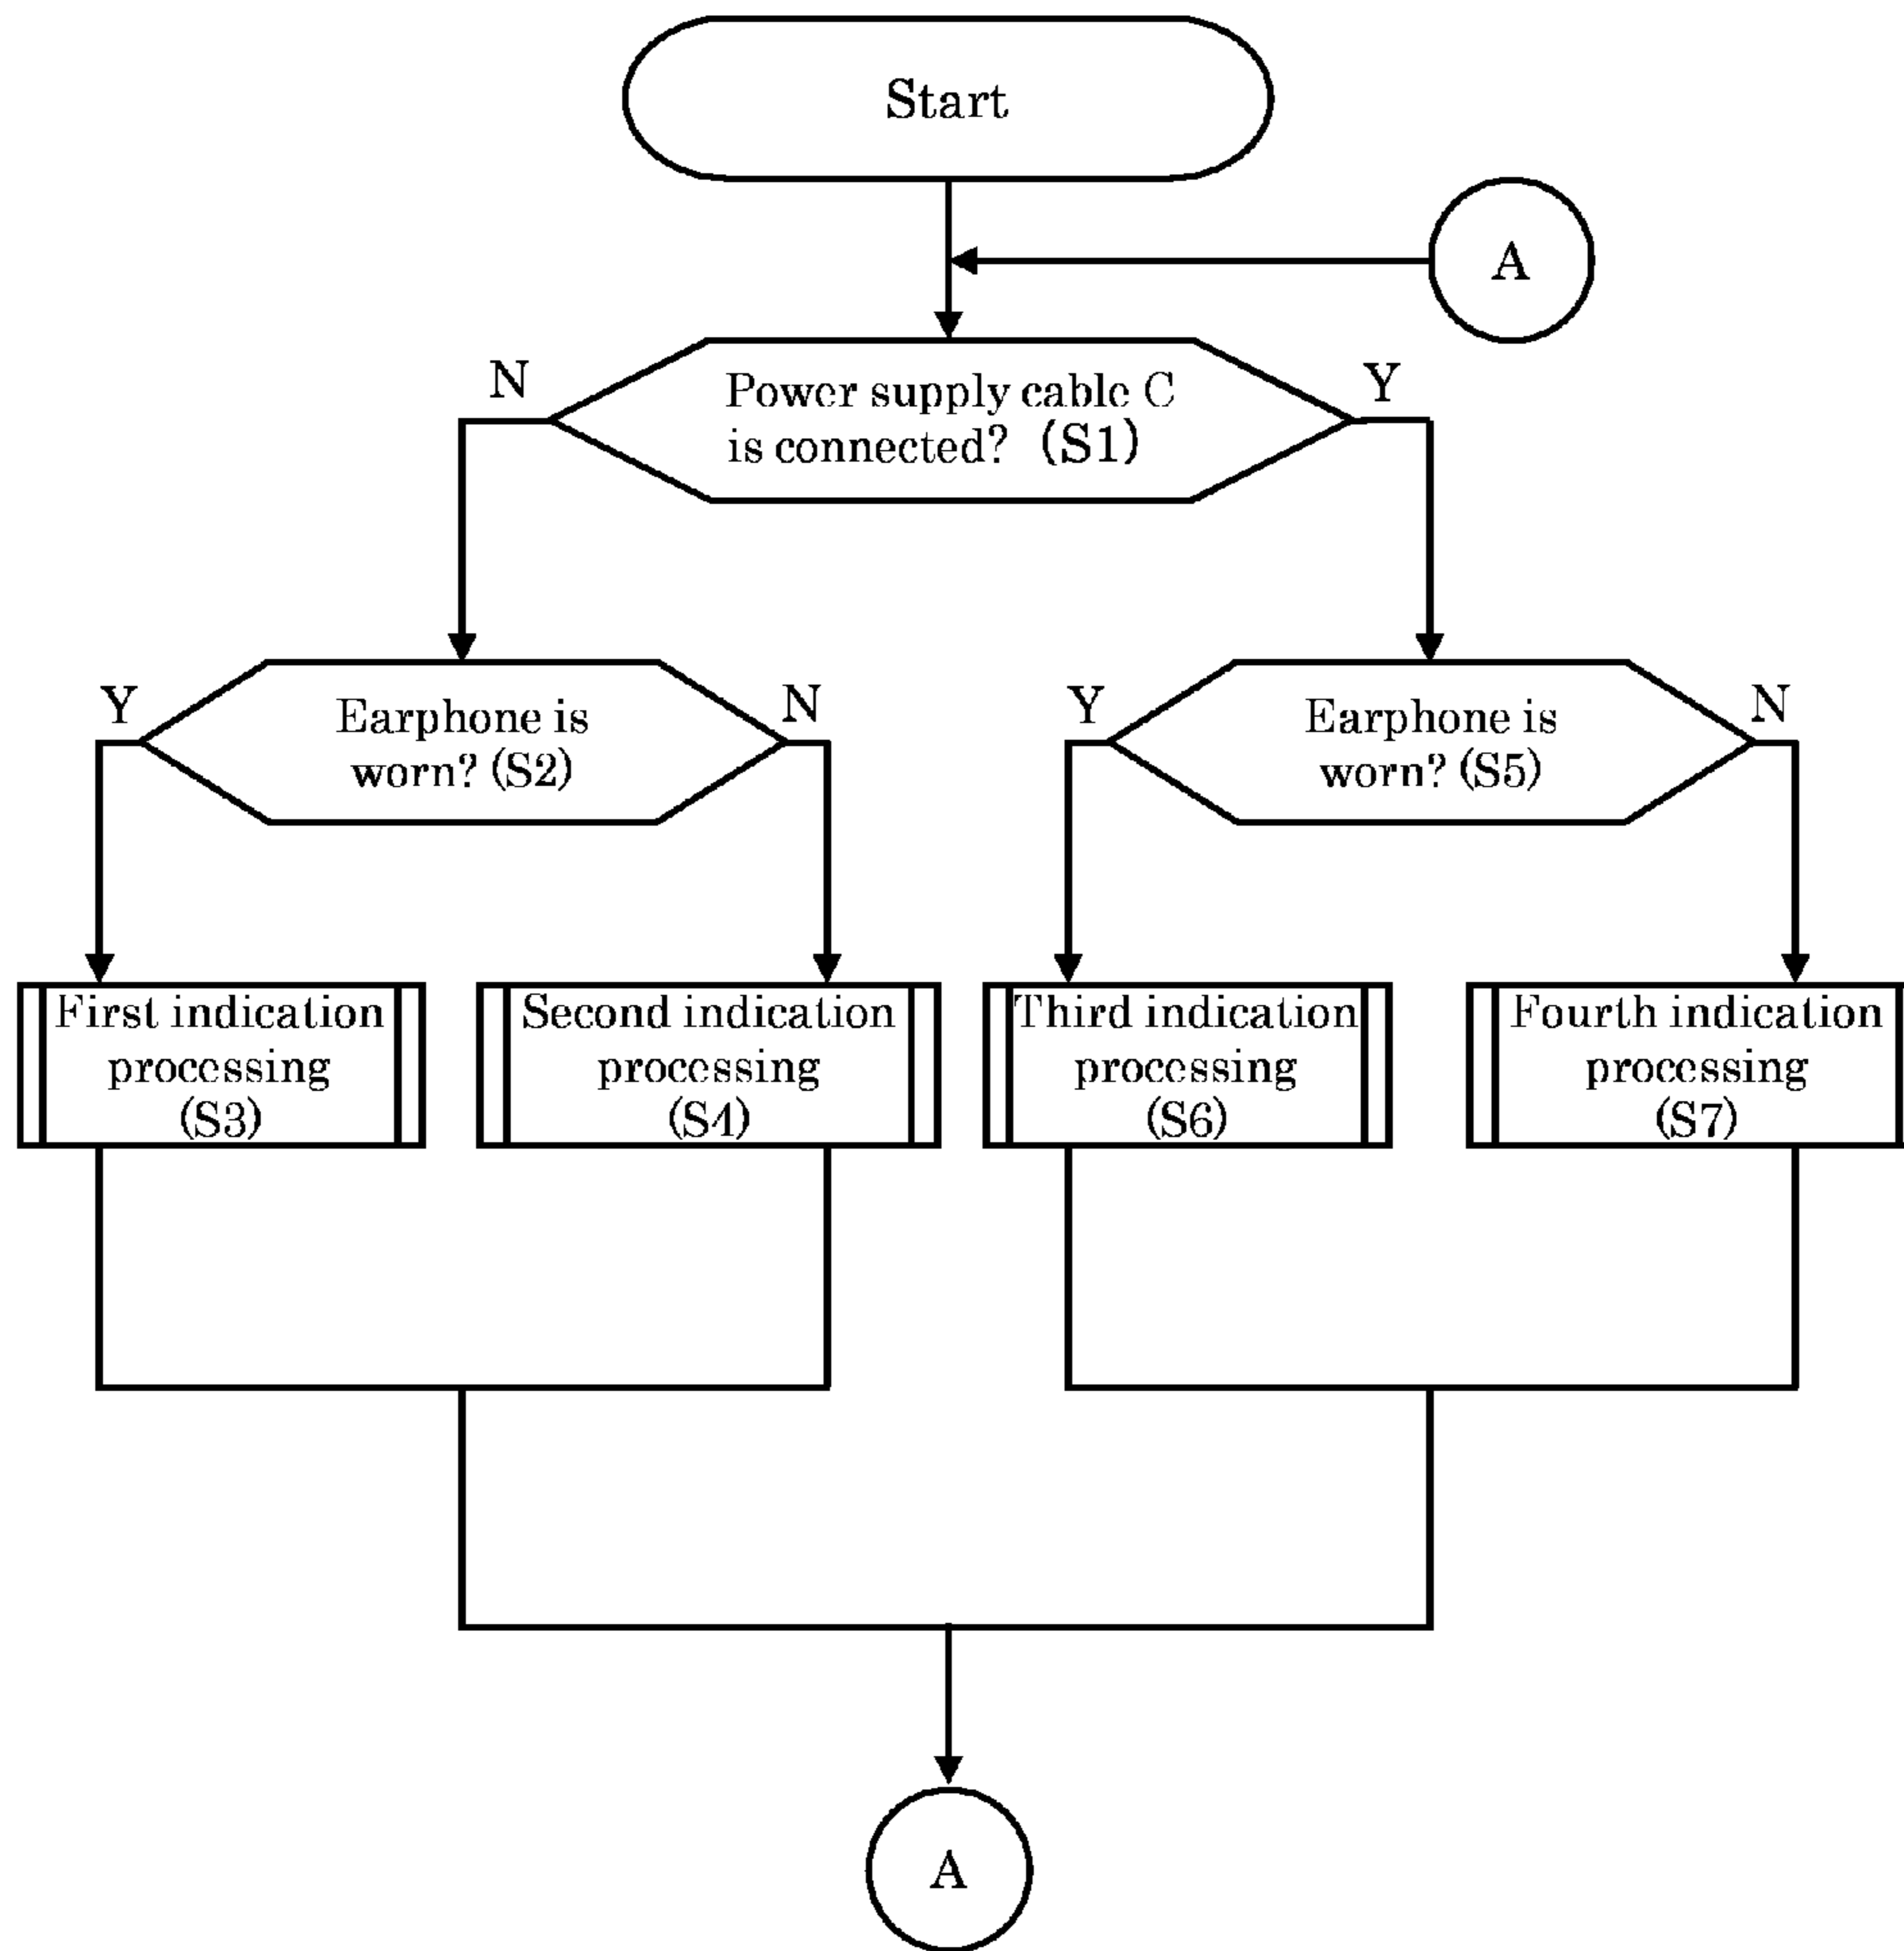 Start
A
N
Y
Power supply cable C
is connected? (S1)
Y
N
Earphone is
worn? (S2)
Y
N
Earphone is
worn? (S5)
First indication
processing
(S3)
Second indication
processing
(S4)
Third indication
processing
(S6)
Fourth indication
processing
(S7)
A